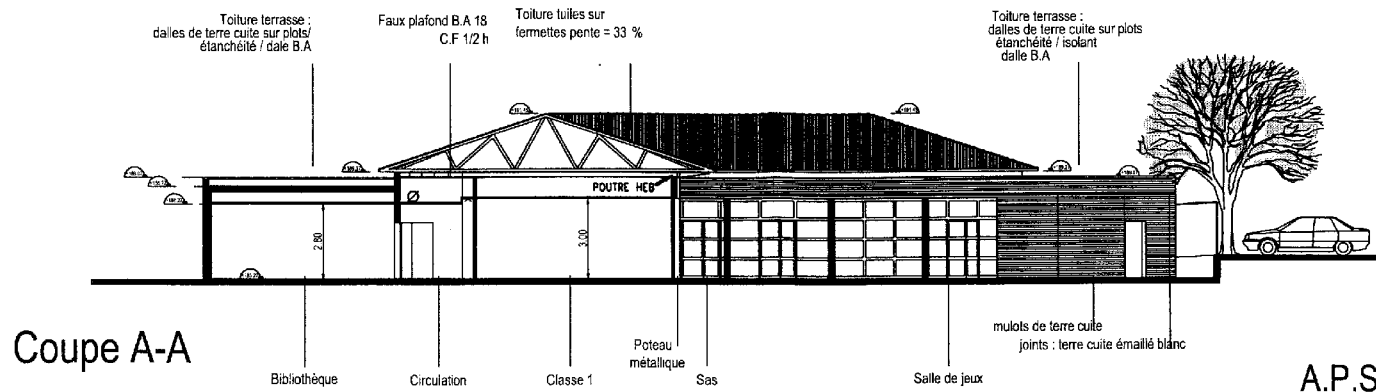 Toiture terrasse :
dalles de terre cuite sur plots/
étanchéité / dale B.A
Faux plafond B.A 18
C.F 1/2 h
Toiture tuiles sur
fermettes pente = 33 %
Toiture terrasse :
dalles de terre cuite sur plots
étanchéité / isolant
dalle B.A
POUTRE HEB
2.80
3.00
mulots de terre cuite
joints : terre cuite émaillé blanc
Coupe A-A
Bibliothèque
Circulation
Classe 1
Poteau
métallique
Sas
Salle de jeux
A.P.S